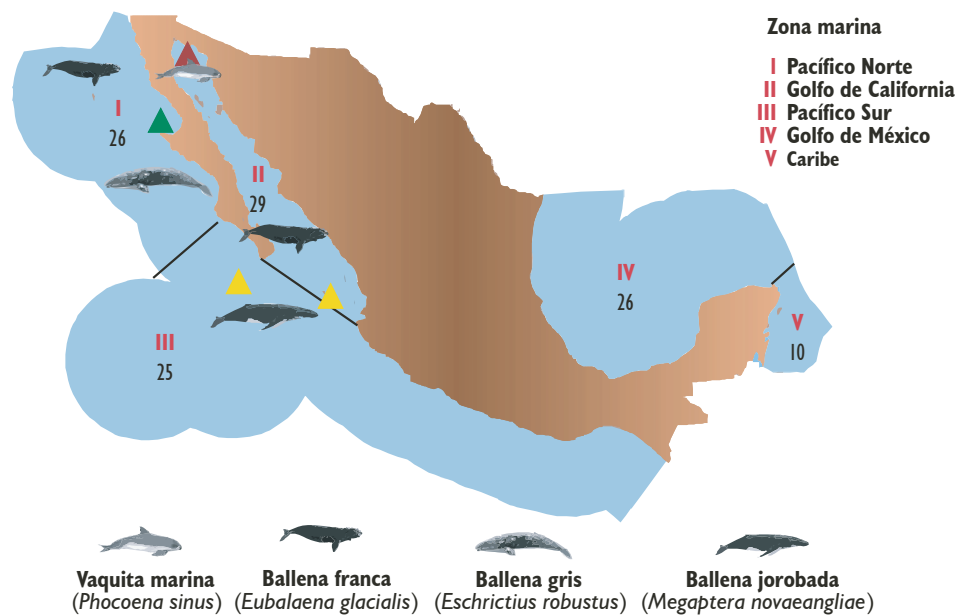 Zona marina
I Pacífico Norte
II Golfo de California
III Pacífico Sur
IV Golfo de México
V Caribe
I
26
II
29
III
25
IV
26
V
10
Vaquita marina
(Phocoena sinus)
Ballena franca
(Eubalaena glacialis)
Ballena gris
(Eschrictius robustus)
Ballena jorobada
(Megaptera novaeangliae)